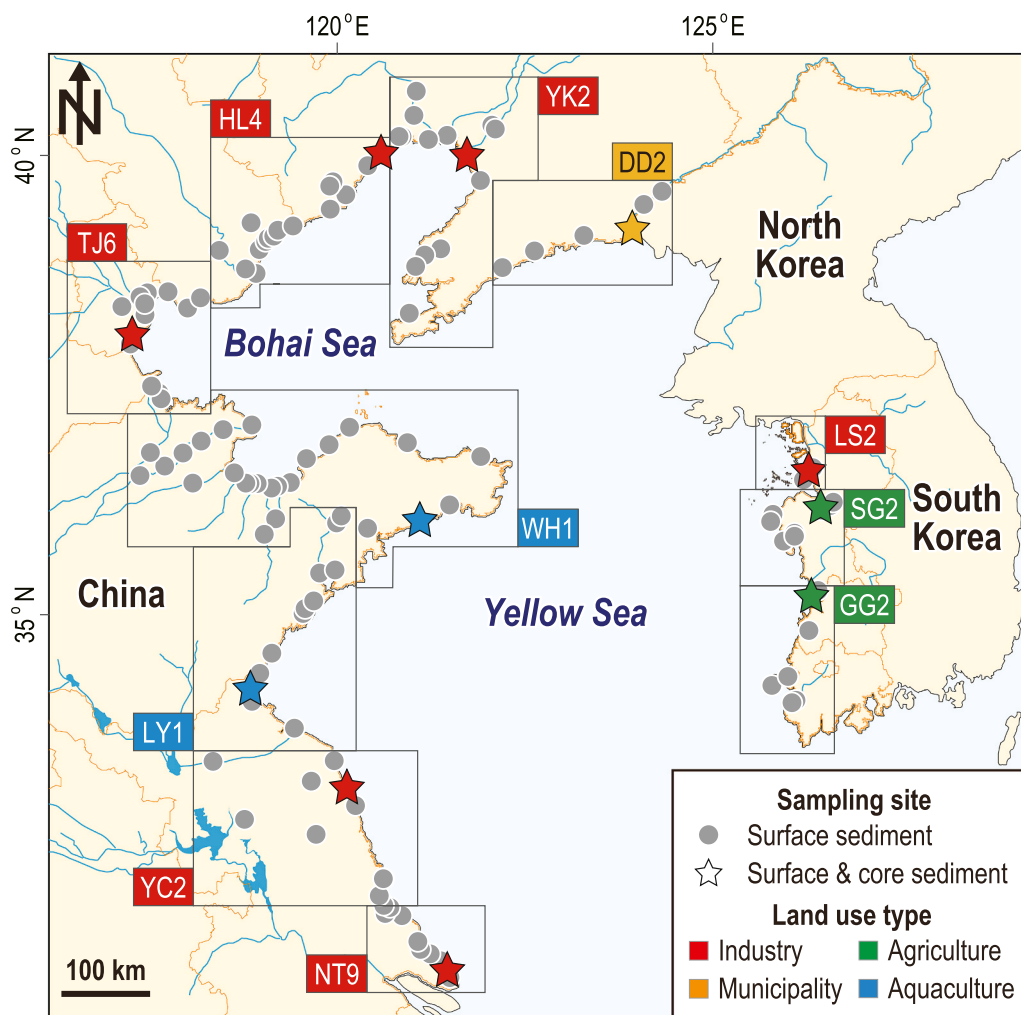 120°E
125°E
40°N
35°N
N
HL4
YK2
DD2
TJ6
North
Korea
Bohai Sea
LS2
SG2
South
Korea
WH1
China
Yellow Sea
GG2
LY1
YC2
NT9
100 km
Sampling site
Surface sediment
Surface & core sediment
Land use type
Industry
Agriculture
Municipality
Aquaculture